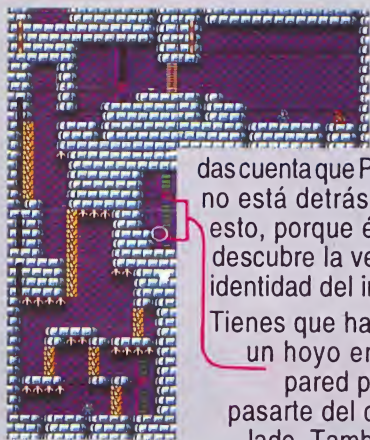 das cuenta que P
no está detrás
esto, porque é
descubre la ve
identidad del i
Tienes que ha
un hoyo en
pared p
pasarte del o
lado. Tamb